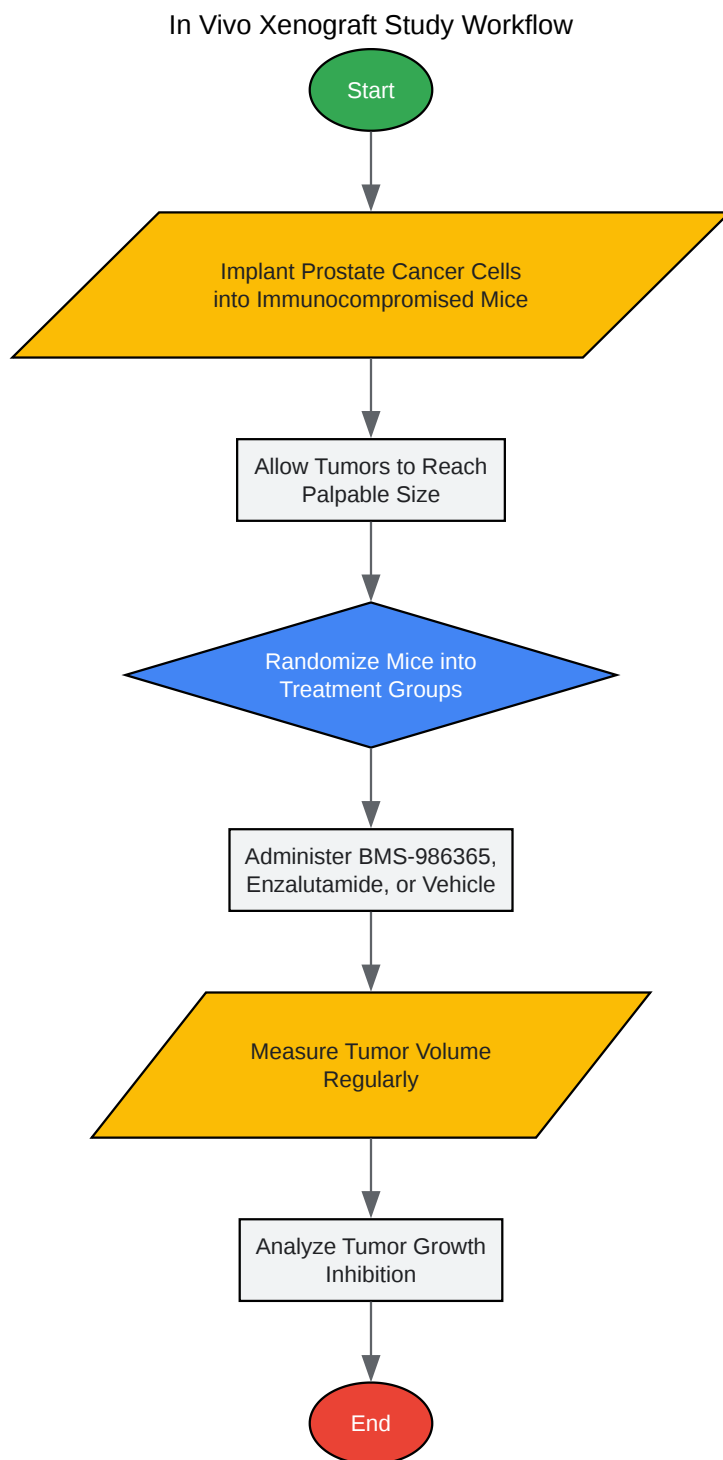 In Vivo Xenograft Study Workflow
Start
Implant Prostate Cancer Cells
into Immunocompromised Mice
Allow Tumors to Reach
Palpable Size
Randomize Mice into
Treatment Groups
Administer BMS-986365,
Enzalutamide, or Vehicle
Measure Tumor Volume
Regularly
Analyze Tumor Growth
Inhibition
End